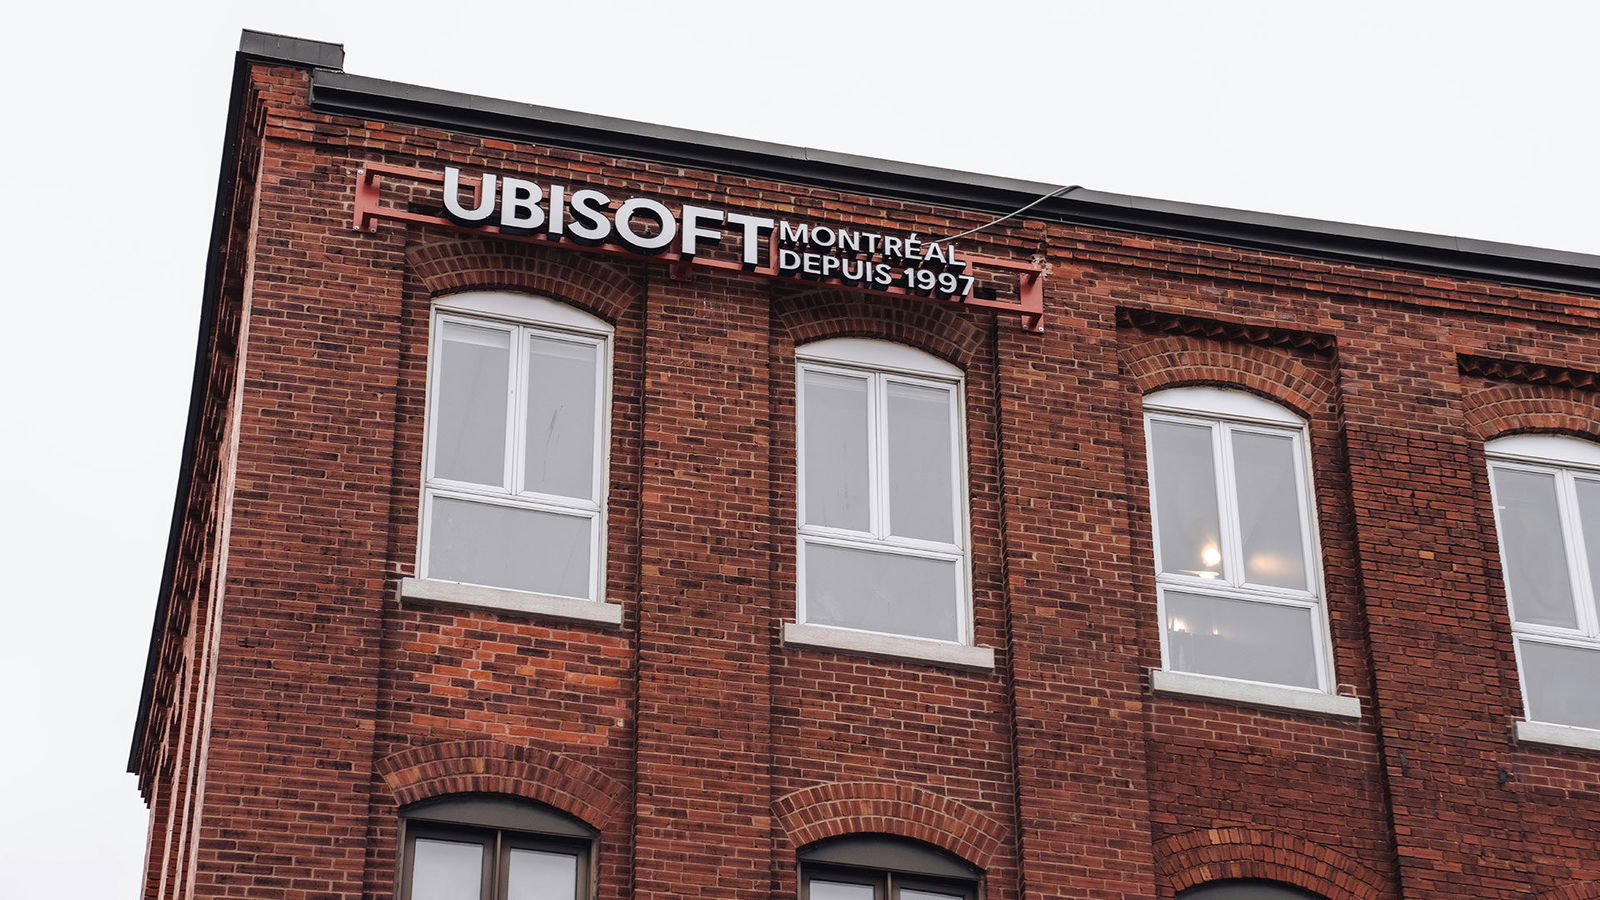 UBISOFT
MONTRÉAL
DEPUIS 1997